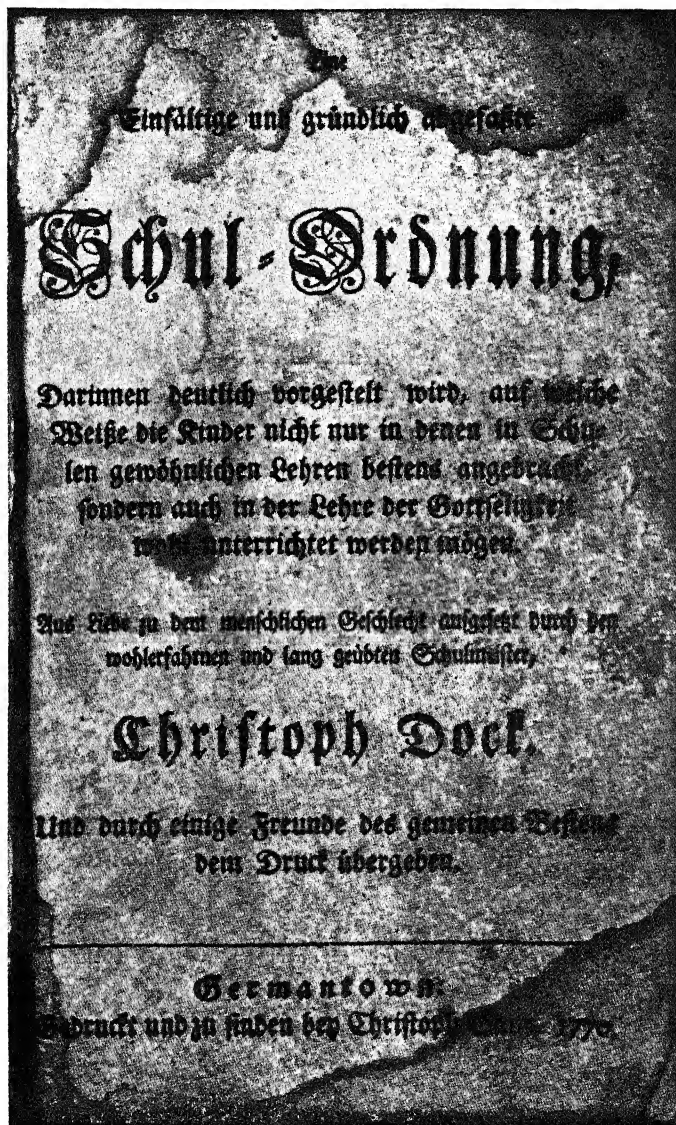 Eine
Einfältige und gründlich abgefaßte
Schul-Ordnung,
Darinnen deutlich vorgestelt wird, auf welche
Weiße die Kinder nicht nur in denen in Schu-
len gewöhnlichen Lehren bestens angebracht,
sondern auch in der Lehre der Gottseligkeit
wohl unterrichtet werden mögen.
Aus Liebe zu dem menschlichen Geschlecht aufgesetzt durch den
wohlerfahrnen und lang geübten Schulmeister,
Christoph Dock.
Und durch einige Freunde des gemeinen Bestens
dem Druck übergeben.
Germantown:
Gedruckt und zu finden bey Christoph 1770.